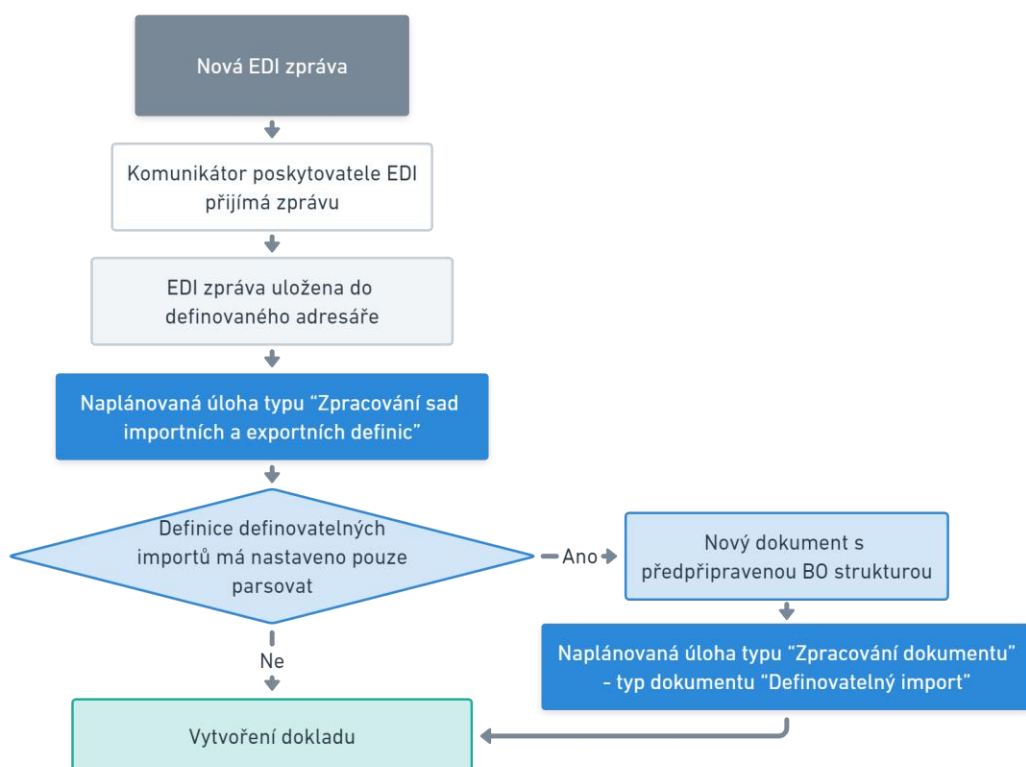 Nová EDI zpráva
Komunikátor poskytovatele EDI
přijímá zprávu
EDI zpráva uložena do
definovaného adresáře
Naplánovaná úloha typu “Zpracování sad
importních a exportních definic”
Definice definovatelných
importů má nastaveno pouze
parsovat
Ano
Nový dokument s
předpřipravenou BO strukturou
Naplánovaná úloha typu “Zpracování dokumentu”
- typ dokumentu “Definovatelný import”
Ne
Vytvoření dokladu